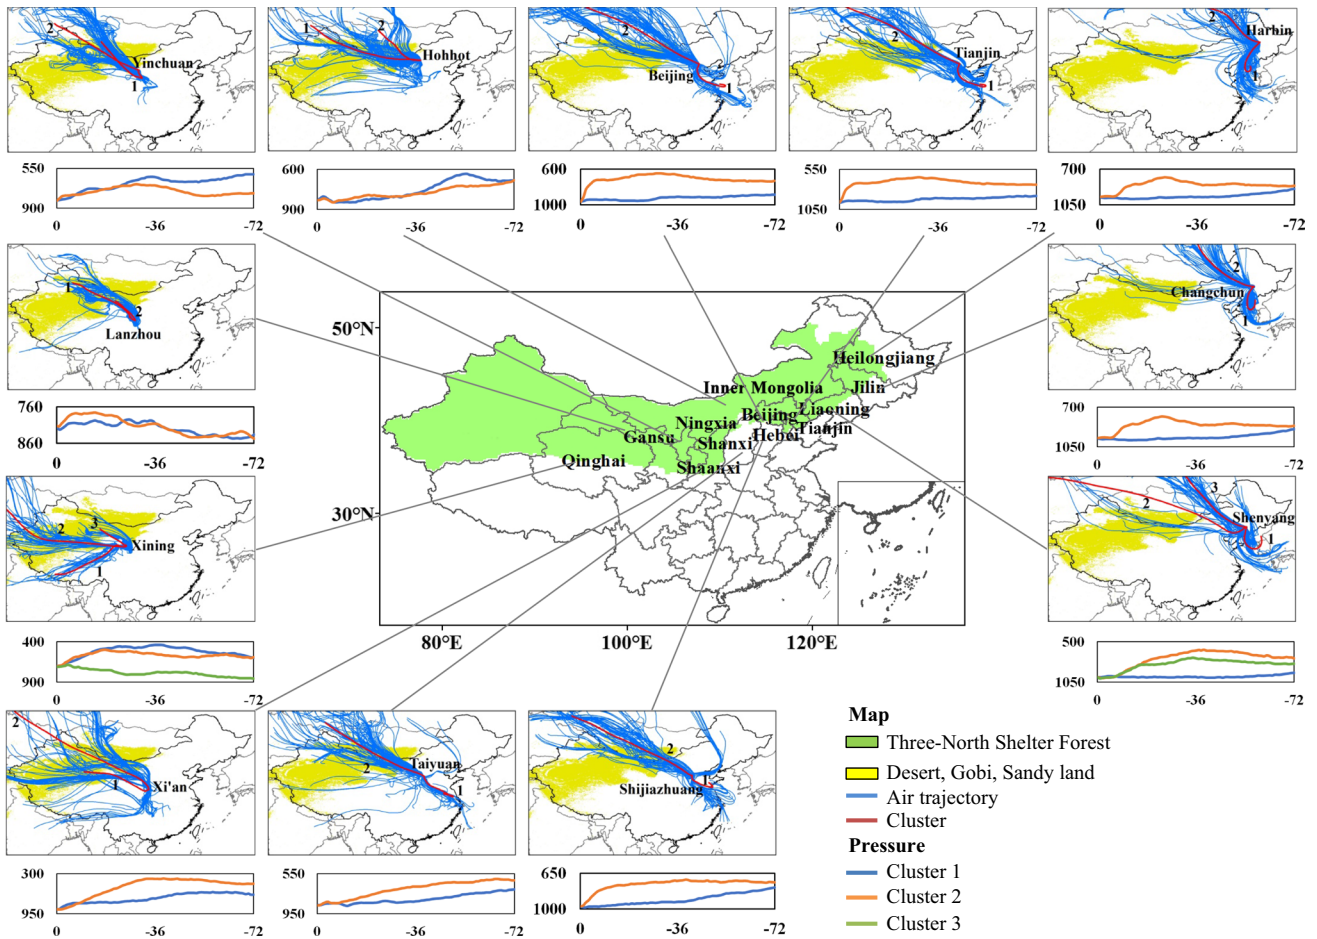 2
Yinchuan
1
1
2
Hohhot
2
Beijing
1
2
Tianjin
1
2
Harbin
1
550
900
0
-36
-72
600
900
0
-36
-72
600
1000
0
-36
-72
550
1050
0
-36
-72
700
1050
0
-36
-72
1
2
Lanzhou
760
860
0
-36
-72
2
Changchun
1
700
1050
0
-36
-72
50°N
30°N
80°E
100°E
120°E
Heilongjiang
Inner Mongolia
Jilin
Beijing
Liaoning
Ningxia
Tianjin
Gansu
Shanxi
Hebei
Qinghai
Shaanxi
2
3
Xining
1
400
900
0
-36
-72
3
2
Shenyang
1
500
1050
0
-36
-72
2
1
Xi'an
300
950
0
-36
-72
Taiyuan
2
1
550
950
0
-36
-72
2
1
Shijiazhuang
650
1000
0
-36
-72
Map
Three-North Shelter Forest
Desert, Gobi, Sandy land
Air trajectory
Cluster
Pressure
Cluster 1
Cluster 2
Cluster 3